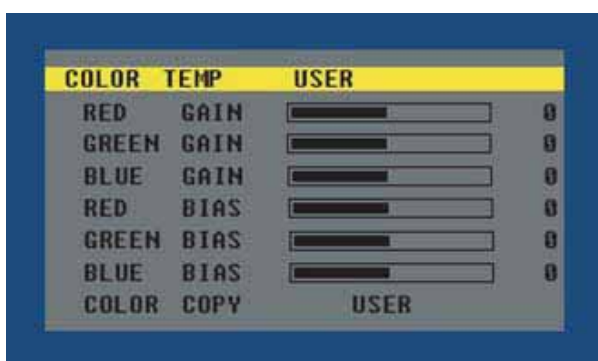 COLOR TEMP USER
RED GAIN 0
GREEN GAIN 0
BLUE GAIN 0
RED BIAS 0
GREEN BIAS 0
BLUE BIAS 0
COLOR COPY USER